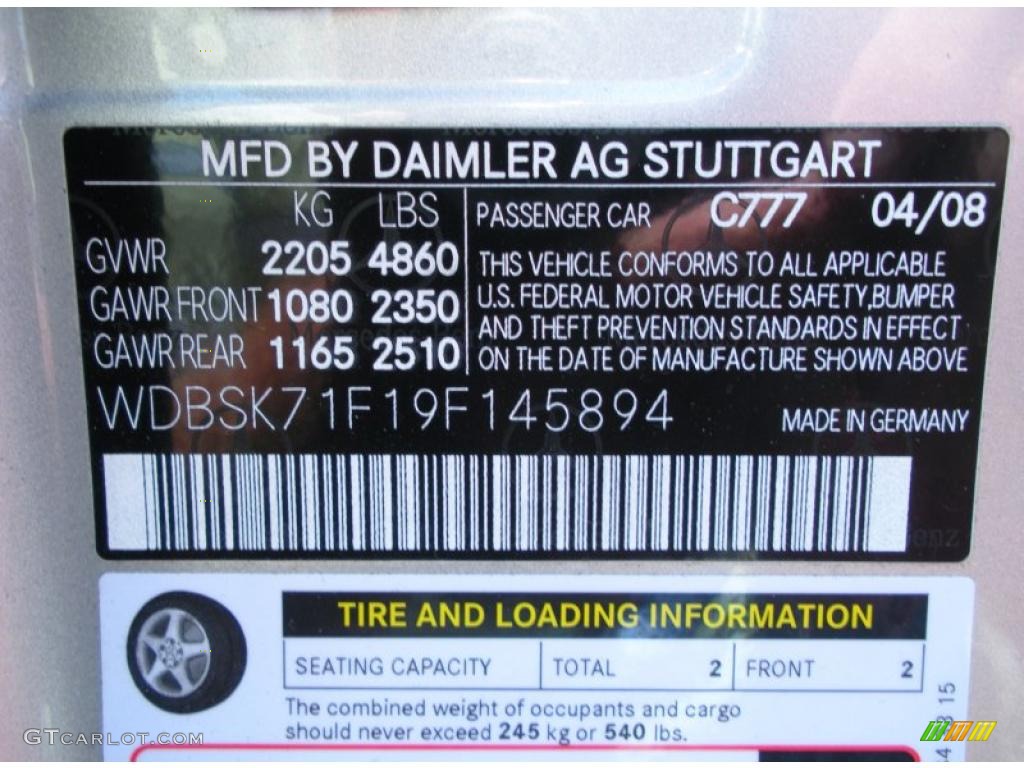 MFD BY DAIMLER AG STUTTGART
KG LBS
GVWR 2205 4860
GAWR FRONT 1080 2350
GAWR REAR 1165 2510
PASSENGER CAR C777 04/08
THIS VEHICLE CONFORMS TO ALL APPLICABLE
U.S. FEDERAL MOTOR VEHICLE SAFETY, BUMPER
AND THEFT PREVENTION STANDARDS IN EFFECT
ON THE DATE OF MANUFACTURE SHOWN ABOVE
WDBSK71F19F145894
MADE IN GERMANY
TIRE AND LOADING INFORMATION
SEATING CAPACITY TOTAL 2 FRONT 2
The combined weight of occupants and cargo
should never exceed 245 kg or 540 lbs.
15
GTCARLOT.COM